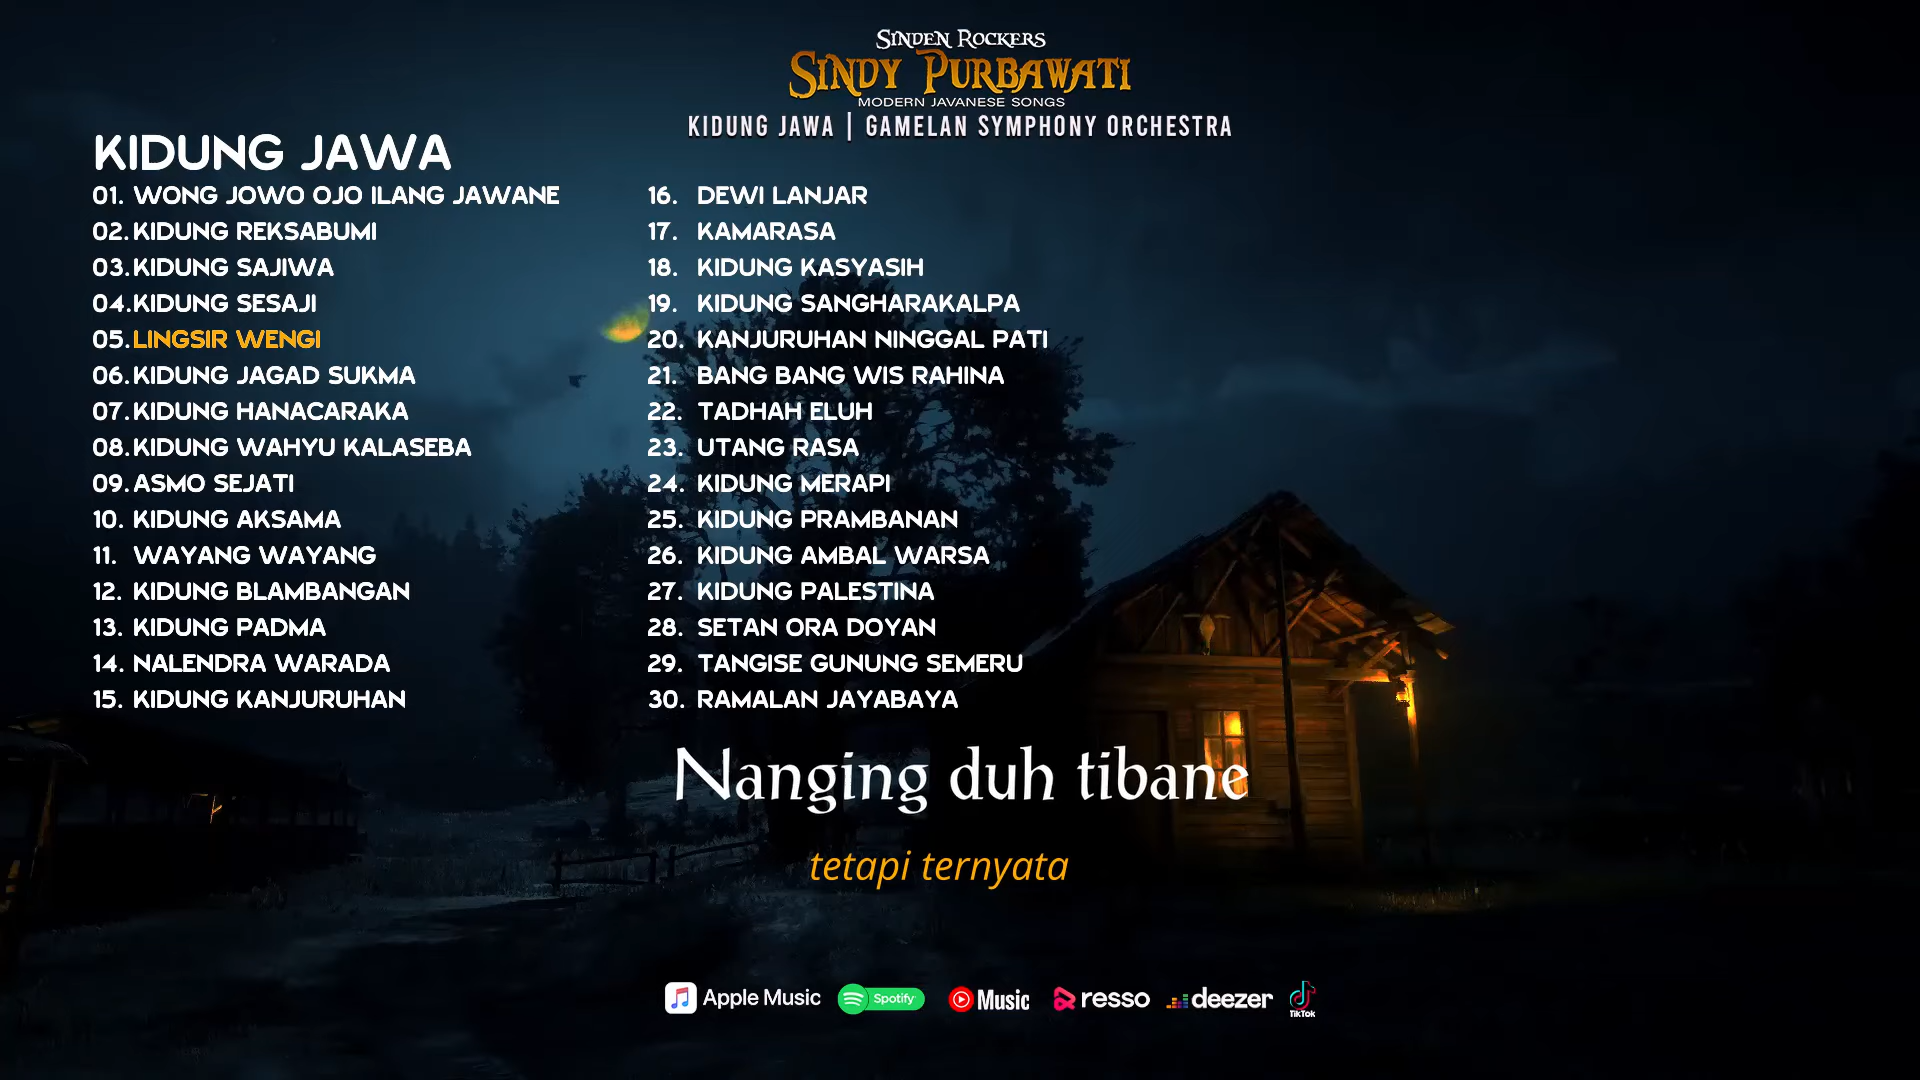 SINDEN ROCKERS
SINDY PURBAWATI
MODERN JAVANESE SONGS
KIDUNG JAWA | GAMELAN SYMPHONY ORCHESTRA
KIDUNG JAWA
01. WONG JOWO OJO ILANG JAWANE
02. KIDUNG REKSABUMI
03. KIDUNG SAJIWA
04. KIDUNG SESAJI
05. LINGSIR WENGI
06. KIDUNG JAGAD SUKMA
07. KIDUNG HANACARAKA
08. KIDUNG WAHYU KALASEBA
09. ASMO SEJATI
10. KIDUNG AKSAMA
11. WAYANG WAYANG
12. KIDUNG BLAMBANGAN
13. KIDUNG PADMA
14. NALENDRA WARADA
15. KIDUNG KANJURUHAN
16. DEWI LANJAR
17. KAMARASA
18. KIDUNG KASYASIH
19. KIDUNG SANGHARAKALPA
20. KANJURUHAN NINGGAL PATI
21. BANG BANG WIS RAHINA
22. TADHAH ELUH
23. UTANG RASA
24. KIDUNG MERAPI
25. KIDUNG PRAMBANAN
26. KIDUNG AMBAL WARSA
27. KIDUNG PALESTINA
28. SETAN ORA DOYAN
29. TANGISE GUNUNG SEMERU
30. RAMALAN JAYABAYA
Nanging duh tibane
tetapi ternyata
Apple Music Spotify Music resso deezer TikTok